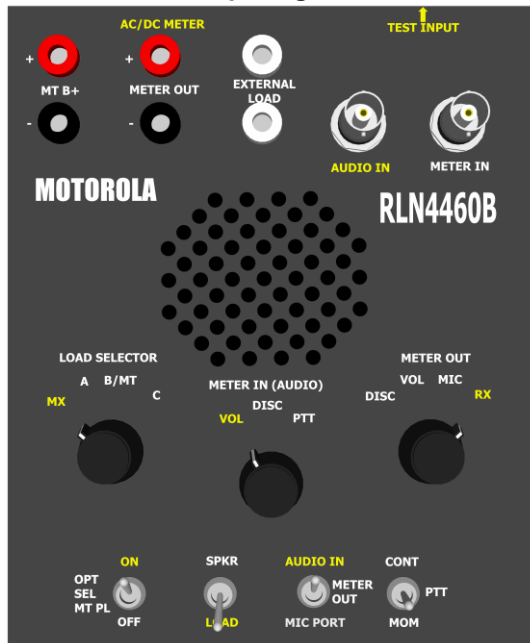 AC/DC METER
TEST INPUT
+ +
MT B+ METER OUT
EXTERNAL
LOAD
- -
AUDIO IN METER IN
MOTOROLA RLN4460B
LOAD SELECTOR
MX A B/MT C
METER IN (AUDIO)
VOL DISC PTT
METER OUT
DISC VOL MIC RX
ON SPKR AUDIO IN CONT
OPT
SEL
MT PL
METER
OUT
PTT
OFF LOAD MIC PORT MOM